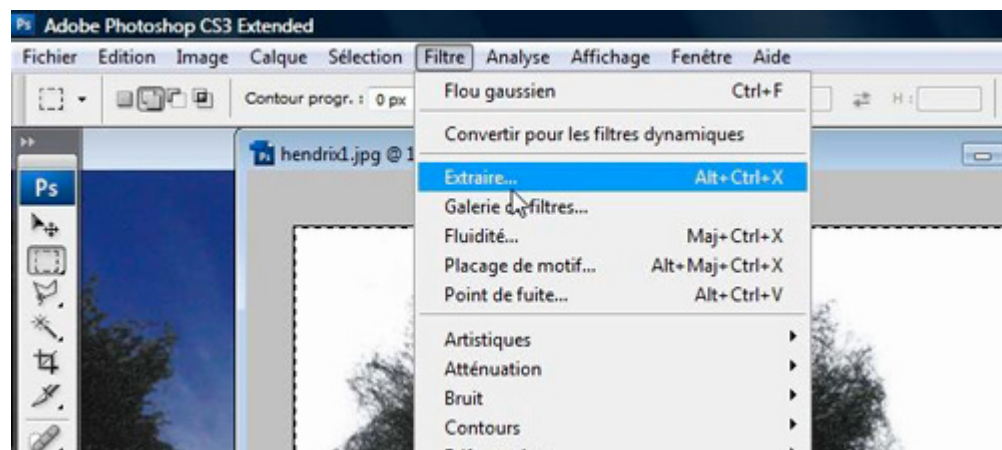 Ps Adobe Photoshop CS3 Extended
Fichier Edition Image Calque Sélection Filtre Analyse Affichage Fenêtre Aide
Contour progr. : 0 px
H :
Flou gaussien Ctrl+F
Convertir pour les filtres dynamiques
hendrix1.jpg @ 1
Extraire... Alt+Ctrl+X
Ps
Galerie de filtres...
Fluidité... Maj+Ctrl+X
Placage de motif... Alt+Maj+Ctrl+X
Point de fuite... Alt+Ctrl+V
Artistiques
Atténuation
Bruit
Contours